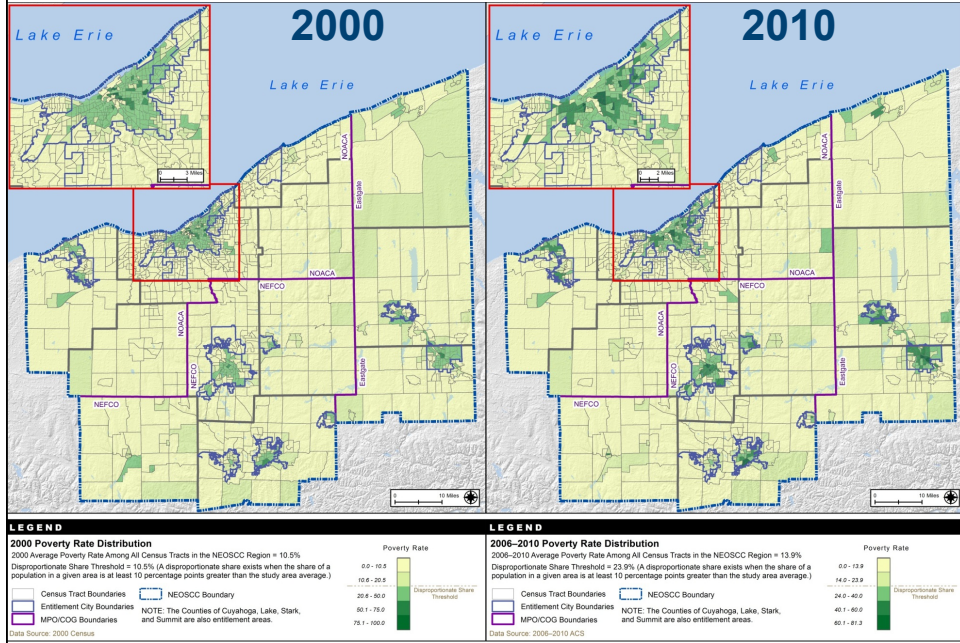 2000
Lake Erie
Lake Erie
0 3 Miles
NOACA
Eastgate
NOACA
NEFCO
NOACA
NEFCO
Eastgate
NEFCO
0 10 Miles
LEGEND
2000 Poverty Rate Distribution
2000 Average Poverty Rate Among All Census Tracts in the NEOSCC Region = 10.5%
Disproportionate Share Threshold = 10.5% (A disproportionate share exists when the share of a
population in a given area is at least 10 percentage points greater than the study area average.)
Census Tract Boundaries
Entitlement City Boundaries
MPO/COG Boundaries
NEOSCC Boundary
NOTE: The Counties of Cuyahoga, Lake, Stark,
and Summit are also entitlement areas.
Data Source: 2000 Census
Poverty Rate
0.0 - 10.5
10.6 - 20.5
20.6 - 50.0
50.1 - 75.0
75.1 - 100.0
Disproportionate Share
Threshold
2010
Lake Erie
Lake Erie
0 2 Miles
NOACA
Eastgate
NOACA
NEFCO
NOACA
NEFCO
Eastgate
NEFCO
0 10 Miles
LEGEND
2006–2010 Poverty Rate Distribution
2006–2010 Average Poverty Rate Among All Census Tracts in the NEOSCC Region = 13.9%
Disproportionate Share Threshold = 23.9% (A disproportionate share exists when the share of a
population in a given area is at least 10 percentage points greater than the study area average.)
Census Tract Boundaries
Entitlement City Boundaries
MPO/COG Boundaries
NEOSCC Boundary
NOTE: The Counties of Cuyahoga, Lake, Stark,
and Summit are also entitlement areas.
Data Source: 2006–2010 ACS
Poverty Rate
0.0 - 13.9
14.0 - 23.9
24.0 - 40.0
40.1 - 60.0
60.1 - 81.3
Disproportionate Share
Threshold